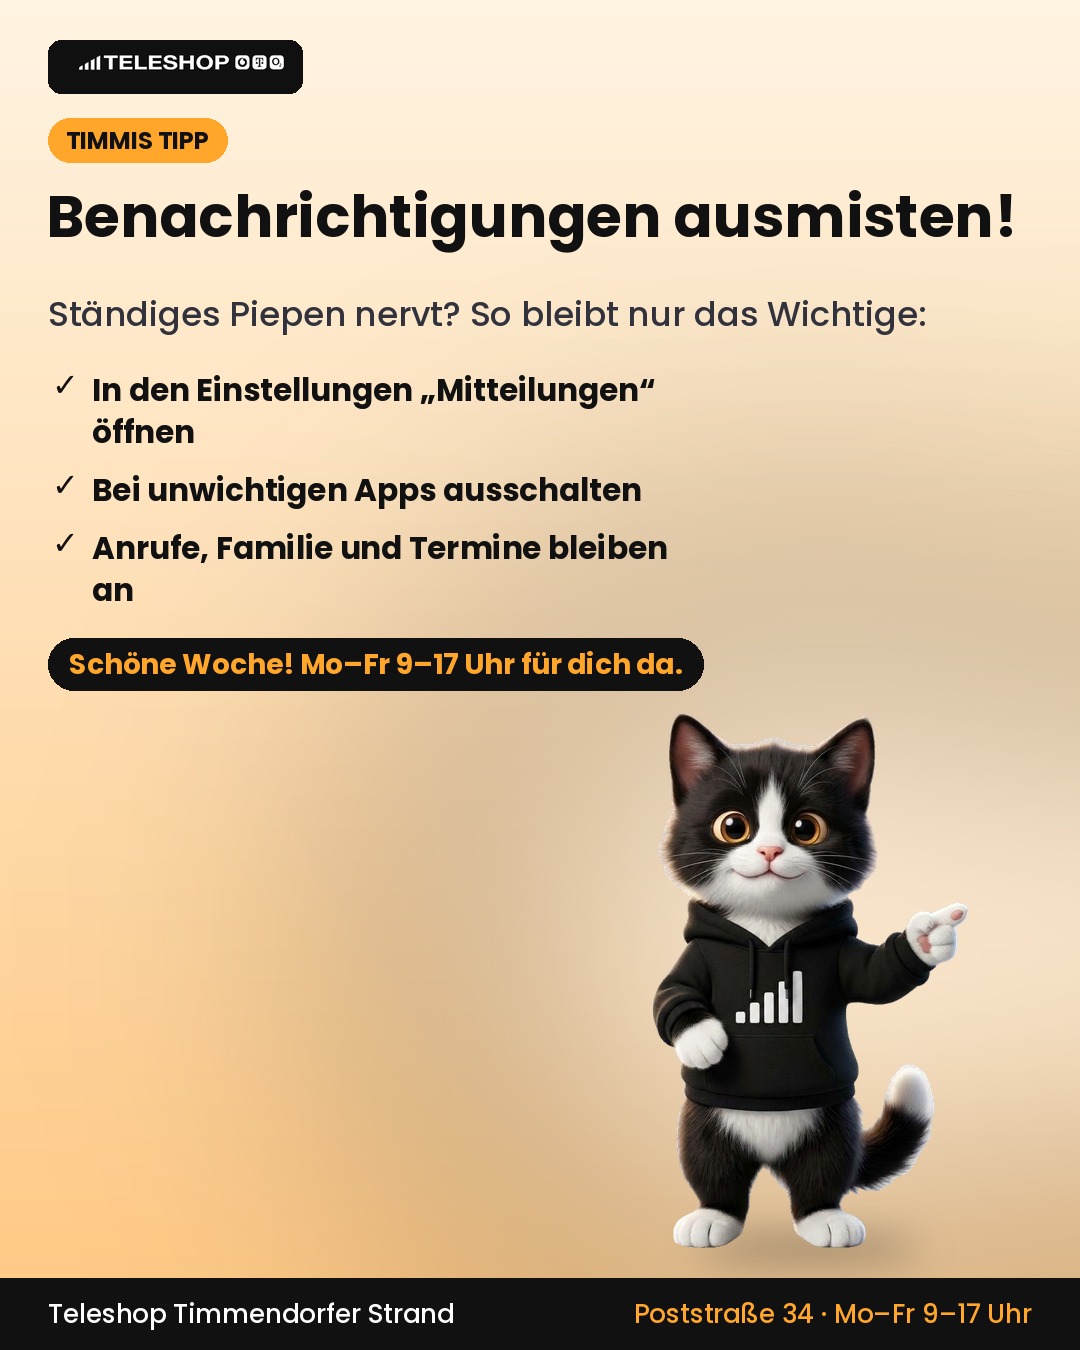 TELESHOP
TIMMIS TIPP
Benachrichtigungen ausmisten!
Ständiges Piepen nervt? So bleibt nur das Wichtige:
✓ In den Einstellungen „Mitteilungen“
öffnen
✓ Bei unwichtigen Apps ausschalten
✓ Anrufe, Familie und Termine bleiben
an
Schöne Woche! Mo–Fr 9–17 Uhr für dich da.
Teleshop Timmendorfer Strand
Poststraße 34 · Mo–Fr 9–17 Uhr